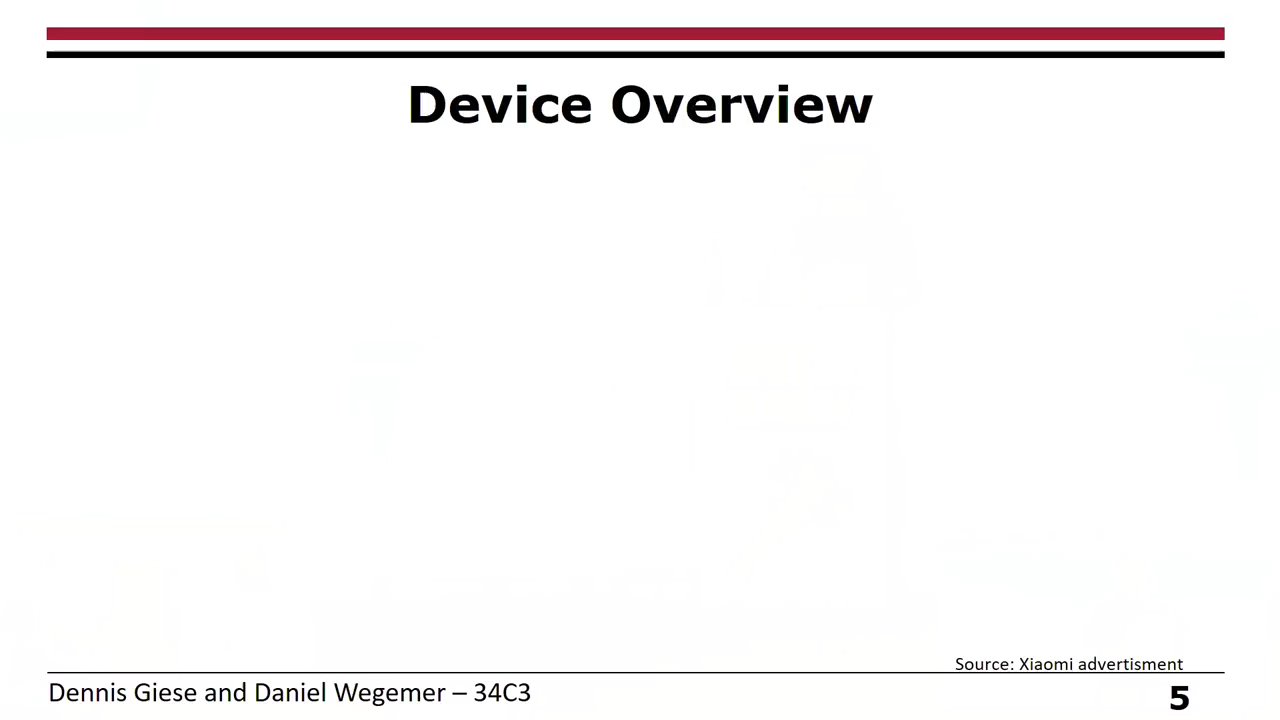 Device Overview
Source: Xiaomi advertisment
Dennis Giese and Daniel Wegemer – 34C3
5